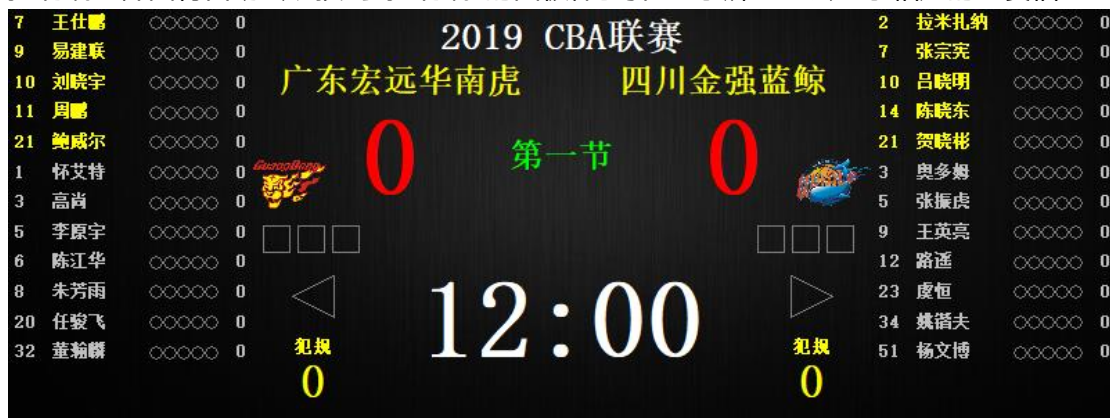 2019 CBA联赛
广东宏远华南虎 四川金强蓝鲸
0 第一节 0
12:00
犯规 犯规
0 0
7 王仕鹏 0
9 易建联 0
10 刘晓宇 0
11 周鹏 0
21 鲍威尔 0
1 怀艾特 0
3 高尚 0
5 李原宇 0
6 陈江华 0
8 朱芳雨 0
20 任骏飞 0
32 董瀚麟 0
2 拉米扎纳 0
7 张宗宪 0
10 吕晓明 0
14 陈晓东 0
21 贺晓彬 0
3 奥多姆 0
5 张振虎 0
9 王英亮 0
12 路遥 0
23 虞恒 0
34 0
51 杨文博 0
GuangDong